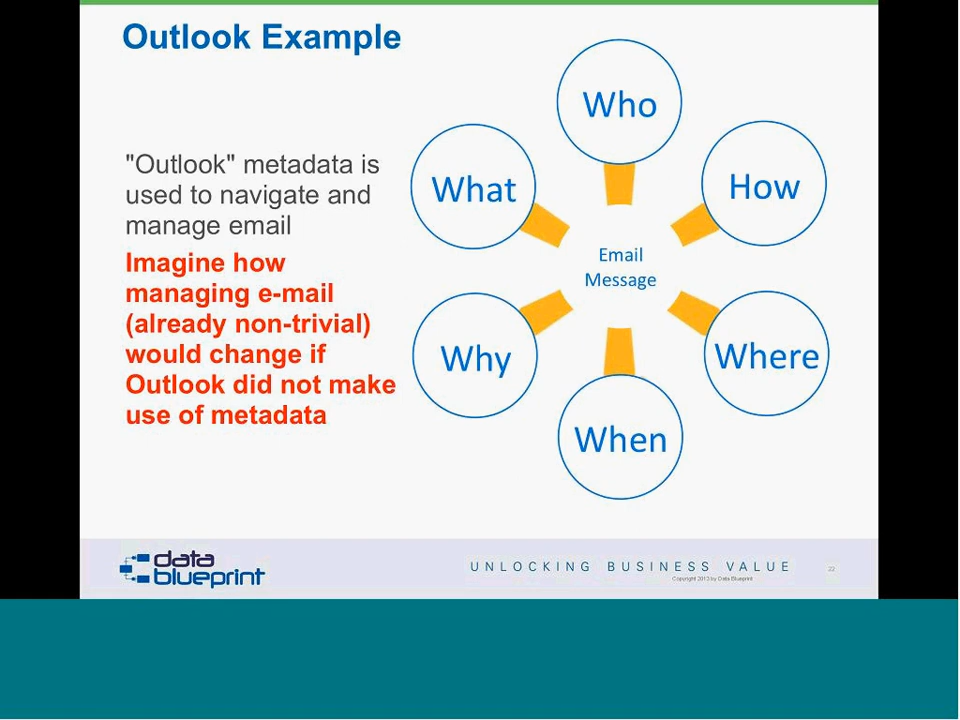 Outlook Example
"Outlook" metadata is
used to navigate and
manage email
Imagine how
managing e-mail
(already non-trivial)
would change if
Outlook did not make
use of metadata
Who
What
How
Email
Message
Why
Where
When
data
blueprint
UNLOCKING BUSINESS VALUE
Copyright 2013 by Data Blueprint
22